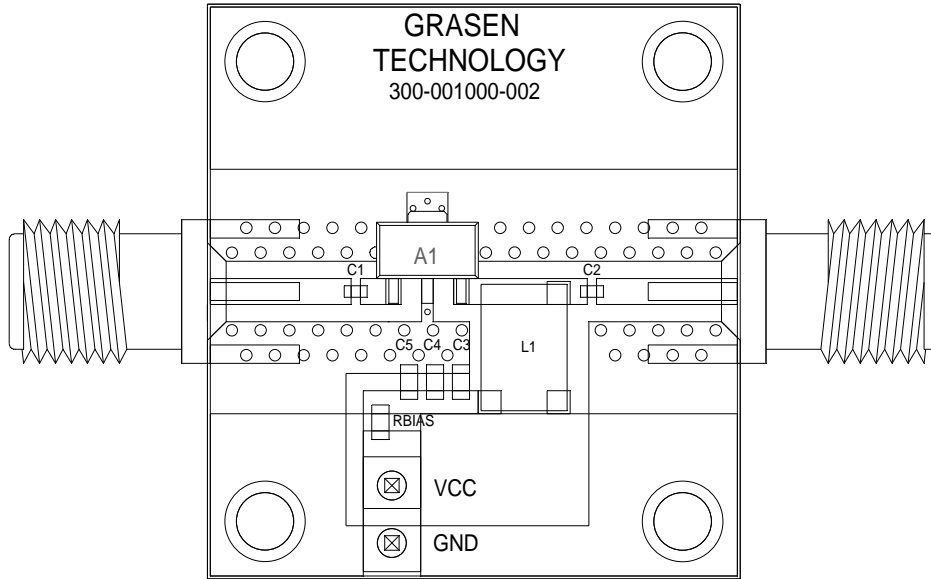 GRASEN
TECHNOLOGY
300-001000-002
A1
C1
C2
C5 C4 C3
L1
RBIAS
VCC
GND